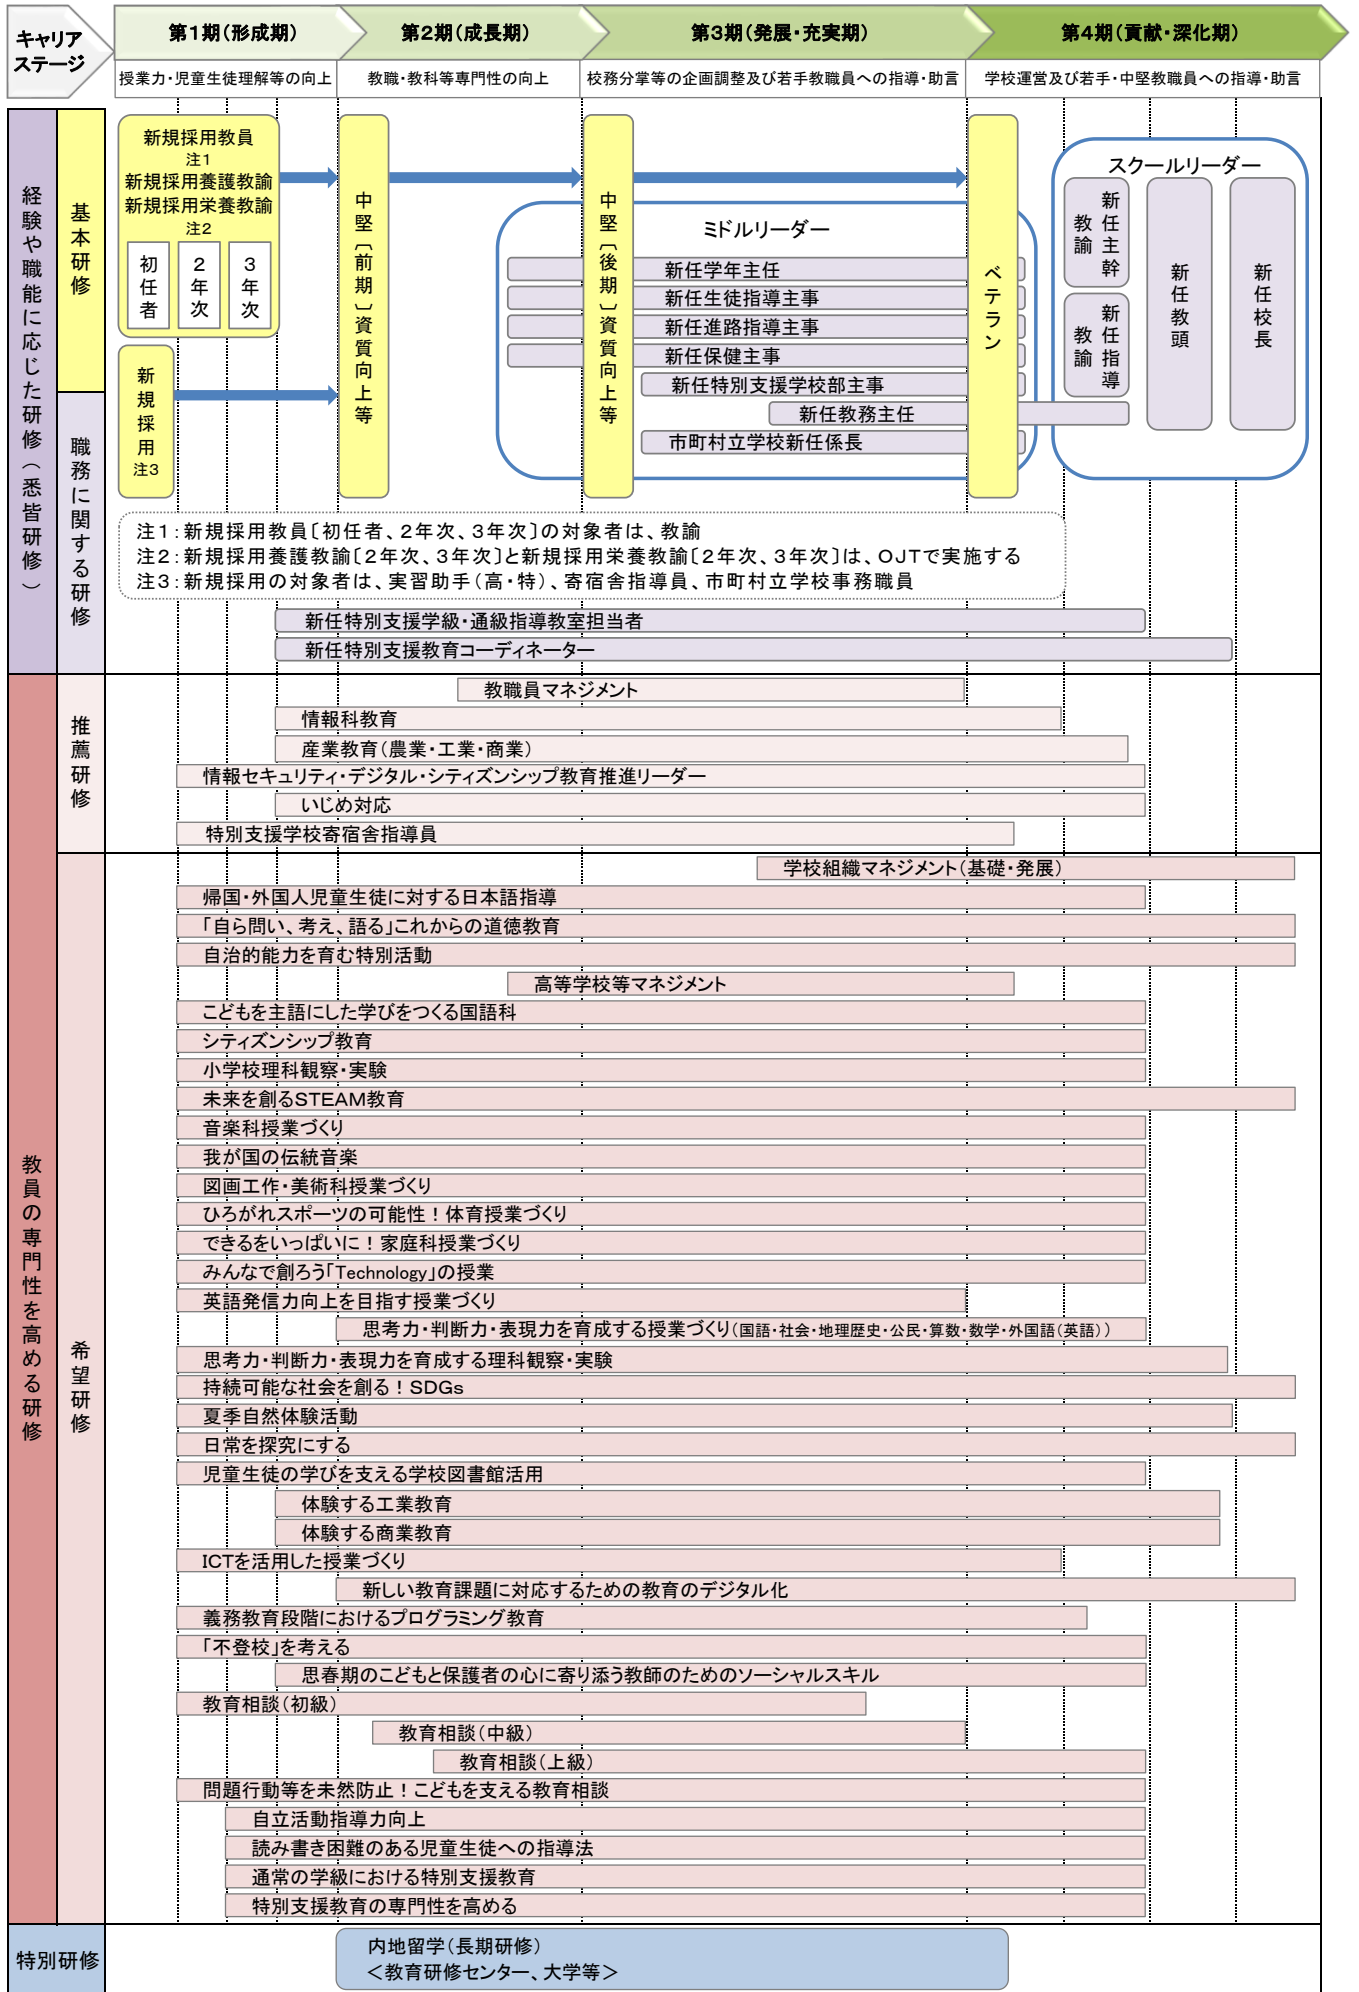 キャリア
ステージ
第1期(形成期)
第2期(成長期)
第3期(発展・充実期)
第4期(貢献・深化期)
授業力・児童生徒理解等の向上
教職・教科等専門性の向上
校務分掌等の企画調整及び若手教職員への指導・助言
学校運営及び若手・中堅教職員への指導・助言
経験や職能に応じた研修(悉皆研修)
基本研修
職務に関する研修
新規採用教員
注1
新規採用養護教諭
新規採用栄養教諭
注2
初任者
2年次
3年次
新規採用
注3
中堅〔前期〕資質向上等
中堅〔後期〕資質向上等
ベテラン
ミドルリーダー
新任学年主任
新任生徒指導主事
新任進路指導主事
新任保健主事
新任特別支援学校部主事
新任教務主任
市町村立学校新任係長
スクールリーダー
新任主幹
教諭
新任指導
教諭
新任教頭
新任校長
注1:新規採用教員〔初任者、2年次、3年次〕の対象者は、教諭
注2:新規採用養護教諭〔2年次、3年次〕と新規採用栄養教諭〔2年次、3年次〕は、OJTで実施する
注3:新規採用の対象者は、実習助手(高・特)、寄宿舎指導員、市町村立学校事務職員
新任特別支援学級・通級指導教室担当者
新任特別支援教育コーディネーター
教員の専門性を高める研修
推薦研修
教職員マネジメント
情報科教育
産業教育(農業・工業・商業)
情報セキュリティ・デジタル・シティズンシップ教育推進リーダー
いじめ対応
特別支援学校寄宿舎指導員
希望研修
学校組織マネジメント(基礎・発展)
帰国・外国人児童生徒に対する日本語指導
「自ら問い、考え、語る」これからの道徳教育
自治的能力を育む特別活動
高等学校等マネジメント
こどもを主語にした学びをつくる国語科
シティズンシップ教育
小学校理科観察・実験
未来を創るSTEAM教育
音楽科授業づくり
我が国の伝統音楽
図画工作・美術科授業づくり
ひろがれスポーツの可能性!体育授業づくり
できるをいっぱいに!家庭科授業づくり
みんなで創ろう「Technology」の授業
英語発信力向上を目指す授業づくり
思考力・判断力・表現力を育成する授業づくり(国語・社会・地理歴史・公民・算数・数学・外国語(英語))
思考力・判断力・表現力を育成する理科観察・実験
持続可能な社会を創る!SDGs
夏季自然体験活動
日常を探究にする
児童生徒の学びを支える学校図書館活用
体験する工業教育
体験する商業教育
ICTを活用した授業づくり
新しい教育課題に対応するための教育のデジタル化
義務教育段階におけるプログラミング教育
「不登校」を考える
思春期のこどもと保護者の心に寄り添う教師のためのソーシャルスキル
教育相談(初級)
教育相談(中級)
教育相談(上級)
問題行動等を未然防止!こどもを支える教育相談
自立活動指導力向上
読み書き困難のある児童生徒への指導法
通常の学級における特別支援教育
特別支援教育の専門性を高める
特別研修
内地留学(長期研修)
<教育研修センター、大学等>